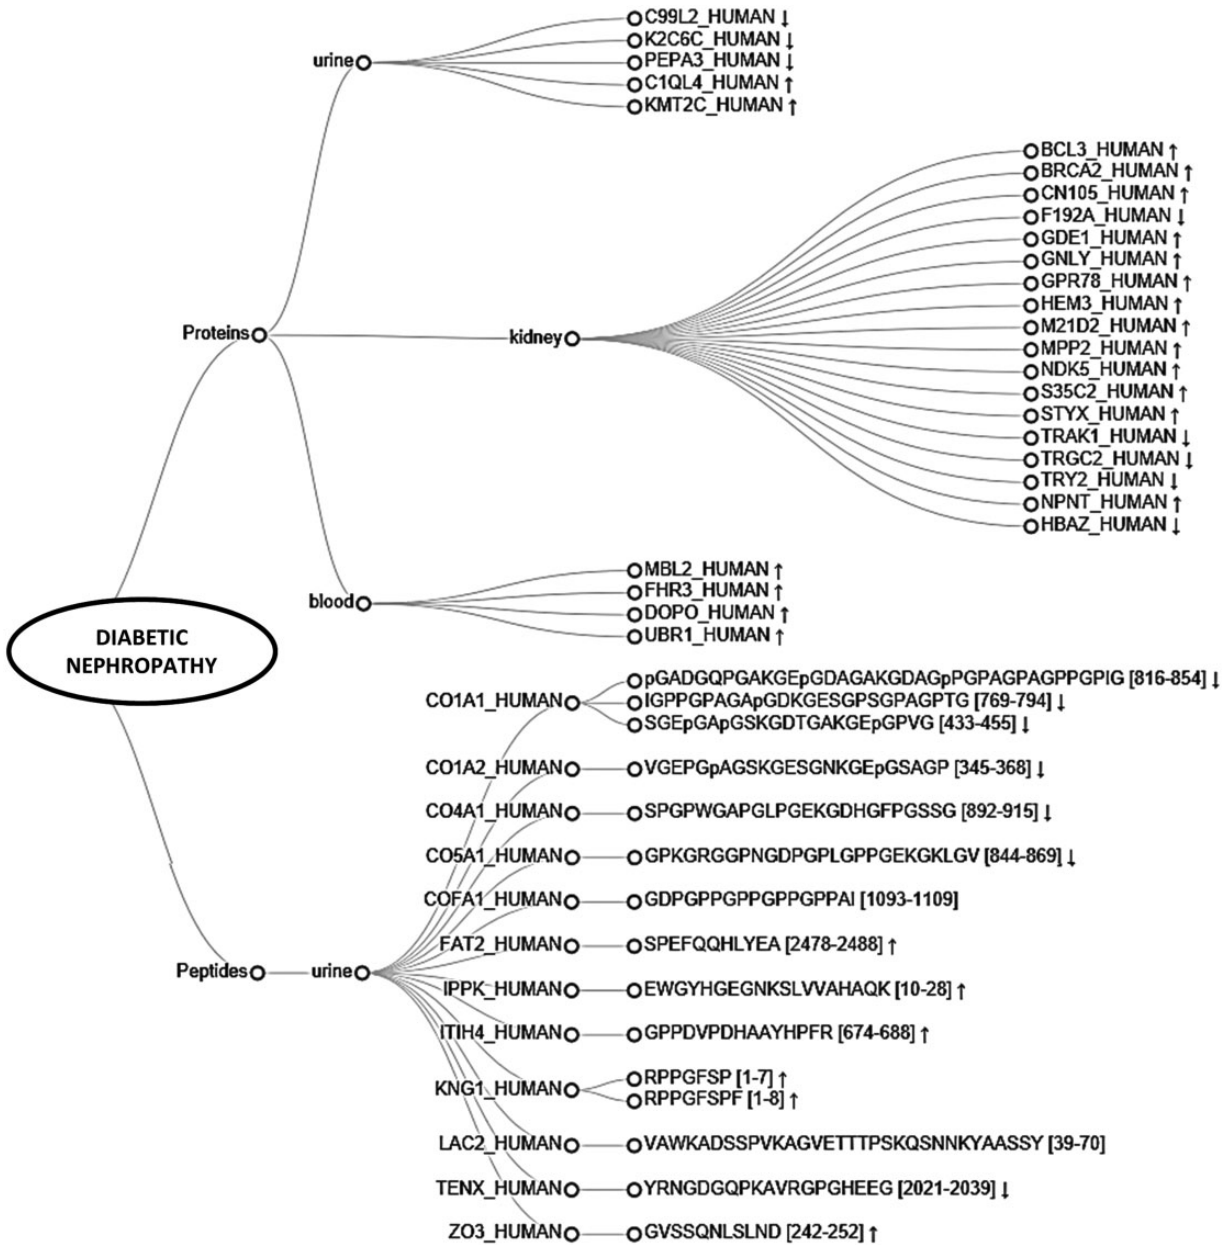 C99L2_HUMAN ↓
K2C6C_HUMAN ↓
urine
PEPA3_HUMAN ↓
C1QL4_HUMAN ↑
KMT2C_HUMAN ↑
BCL3_HUMAN ↑
BRCA2_HUMAN ↑
CN105_HUMAN ↑
F192A_HUMAN ↓
GDE1_HUMAN ↑
GNLY_HUMAN ↑
GPR78_HUMAN ↑
HEM3_HUMAN ↑
M21D2_HUMAN ↑
Proteins
kidney
MPP2_HUMAN ↑
NDK5_HUMAN ↑
S35C2_HUMAN ↑
STYX_HUMAN ↑
TRAK1_HUMAN ↓
TRGC2_HUMAN ↓
TRY2_HUMAN ↓
NPNT_HUMAN ↑
HBAZ_HUMAN ↓
MBL2_HUMAN ↑
FHR3_HUMAN ↑
blood
DOPO_HUMAN ↑
UBR1_HUMAN ↑
DIABETIC
NEPHROPATHY
pGADGQPGAKGEpGDAGAKGDAGpPGPAGPAGPPGPIG [816-854] ↓
CO1A1_HUMAN
IGPPGPAGApGDKGESGPSGPAGPTG [769-794] ↓
SGEpGApGSKGDTGAKGEpGPVG [433-455] ↓
CO1A2_HUMAN
VGEPGpAGSKGESGNKGEpGSAGP [345-368] ↓
CO4A1_HUMAN
SPGPWGAPGLPGEKGDHGFPGSSG [892-915] ↓
CO5A1_HUMAN
GPKGRGGPNGDPGPLGPPGEKGKLGV [844-869] ↓
COFA1_HUMAN
GDPGPPGPPGPPGPPAI [1093-1109]
FAT2_HUMAN
SPEFQQHLYEA [2478-2488] ↑
Peptides
urine
IPPK_HUMAN
EWGYHGEGNKSLVVAHAQK [10-28] ↑
ITIH4_HUMAN
GPPDVPDHAAYHPFR [674-688] ↑
KNG1_HUMAN
RPPGFSP [1-7] ↑
RPPGFSPF [1-8] ↑
LAC2_HUMAN
VAWKADSSPVKAGVETTTPSKQSNNKYAASSY [39-70]
TENX_HUMAN
YRNGDGQPKAVRGPGHEEG [2021-2039] ↓
ZO3_HUMAN
GVSSQNLSLND [242-252] ↑